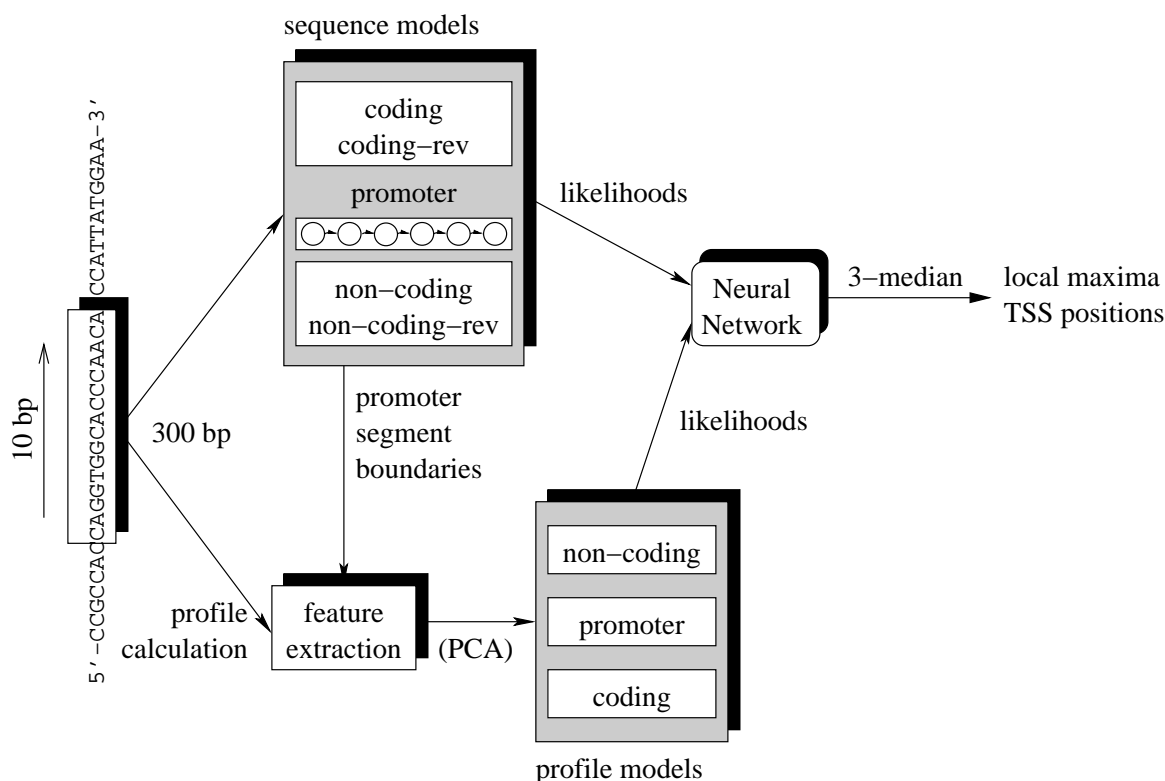 sequence models
coding
coding−rev
promoter
non−coding
non−coding−rev
5’−CCGCCACCAGGTGGCACCCAACACCATTATGGAA−3’
10 bp
300 bp
likelihoods
Neural
Network
3−median
local maxima
TSS positions
promoter
segment
boundaries
likelihoods
profile
calculation
feature
extraction
(PCA)
non−coding
promoter
coding
profile models